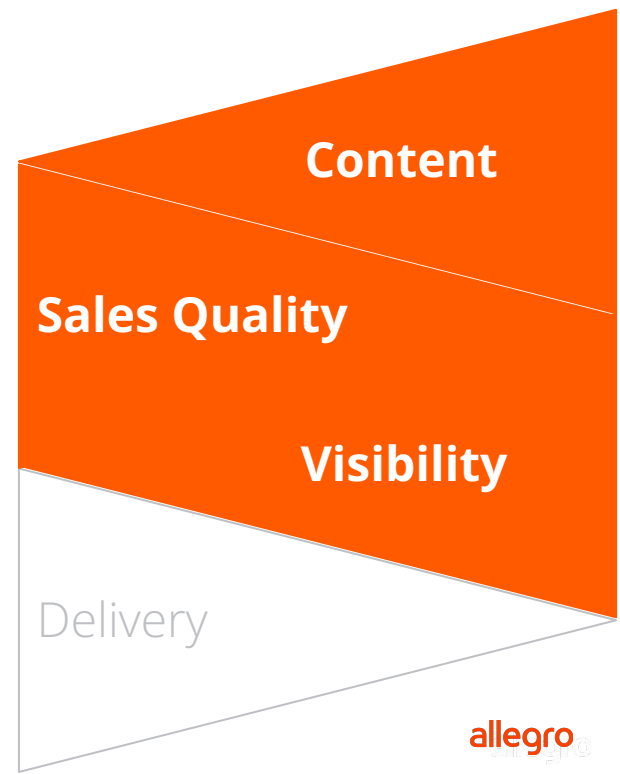 Content
Sales Quality
Visibility
Delivery
allegro